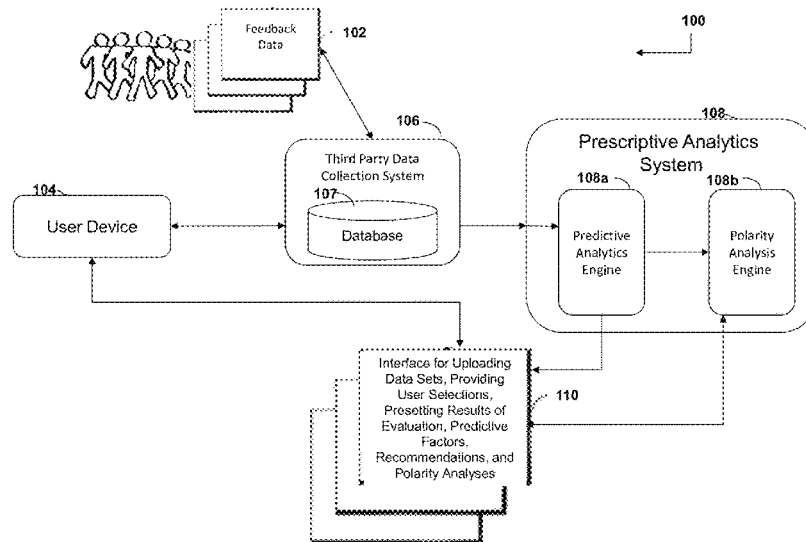 Feedback
Data
102
100
106
Third Party Data
Collection System
107
Database
108
Prescriptive Analytics
System
108a
108b
Predictive
Analytics
Engine
Polarity
Analysis
Engine
104
User Device
Interface for Uploading
Data Sets, Providing
User Selections,
Presetting Results of
Evaluation, Predictive
Factors,
Recommendations, and
Polarity Analyses
110